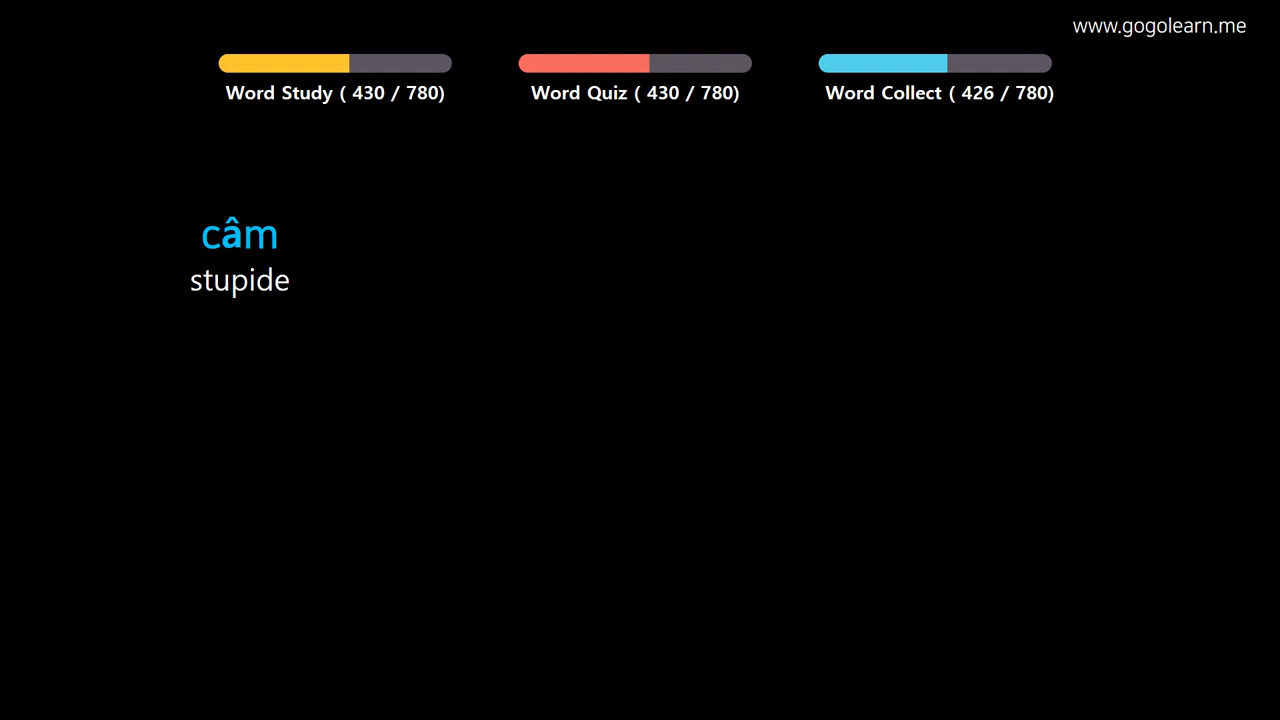 www.gogolearn.me
Word Study ( 430 / 780)
Word Quiz ( 430 / 780)
Word Collect ( 426 / 780)
câm
stupide